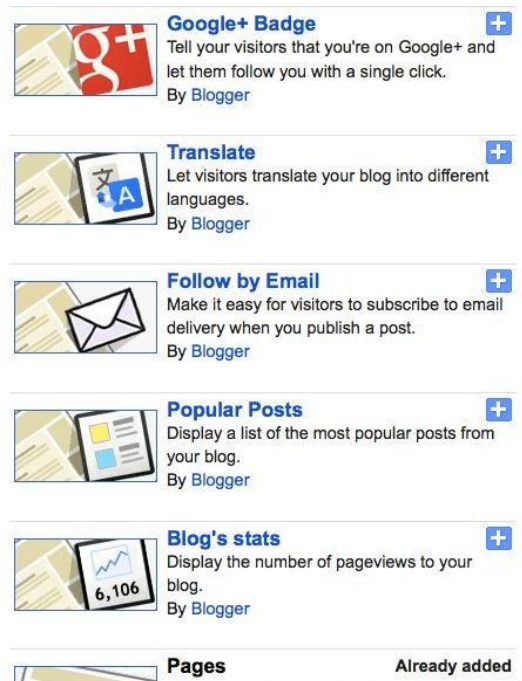 Google+ Badge
Tell your visitors that you're on Google+ and
let them follow you with a single click.
By Blogger
Translate
Let visitors translate your blog into different
languages.
By Blogger
Follow by Email
Make it easy for visitors to subscribe to email
delivery when you publish a post.
By Blogger
Popular Posts
Display a list of the most popular posts from
your blog.
By Blogger
Blog's stats
Display the number of pageviews to your
blog.
By Blogger
Pages
Already added
g+
文
A
6,106